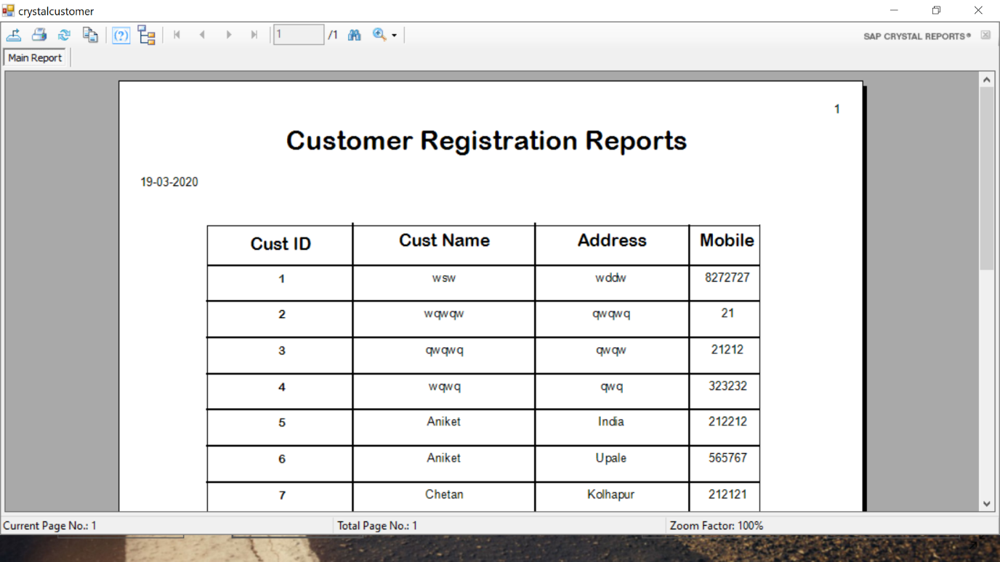 crystalcustomer
1 /1 SAP CRYSTAL REPORTS®
Main Report
1
Customer Registration Reports
19-03-2020
Cust ID Cust Name Address Mobile
1 wsw wddw 8272727
2 wqwqw qwqwq 21
3 qwqwq qwqw 21212
4 wqwq qwq 323232
5 Aniket India 212212
6 Aniket Upale 565767
7 Chetan Kolhapur 212121
Current Page No.: 1 Total Page No.: 1 Zoom Factor: 100%